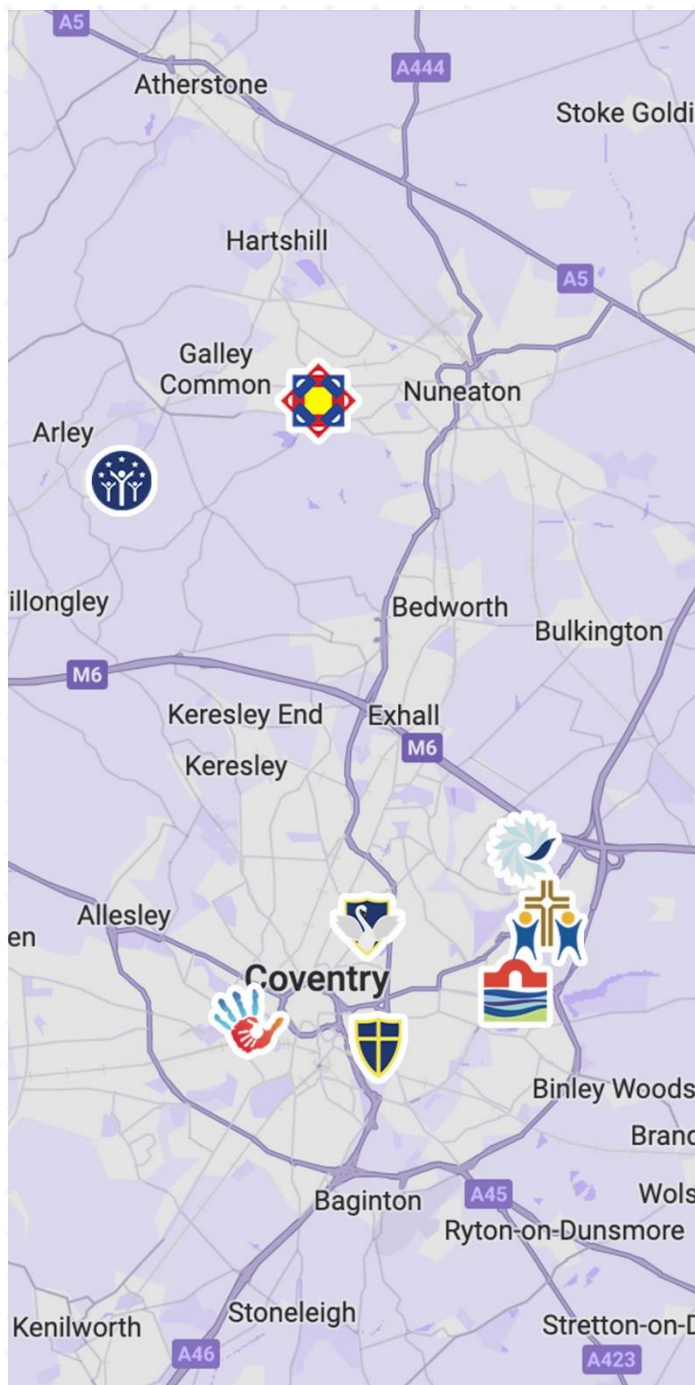 A5
Atherstone
A444
Stoke Goldi
Hartshill
A5
Galley
Common
Nuneaton
Arley
illongley
Bedworth
Bulkington
M6
Keresley End
Exhall
M6
Keresley
Allesley
en
Coventry
Binley Woods
Branc
Baginton
A45
Wols
Ryton-on-Dunsmore
Stoneleigh
Kenilworth
Stretton-on-D
A46
A423